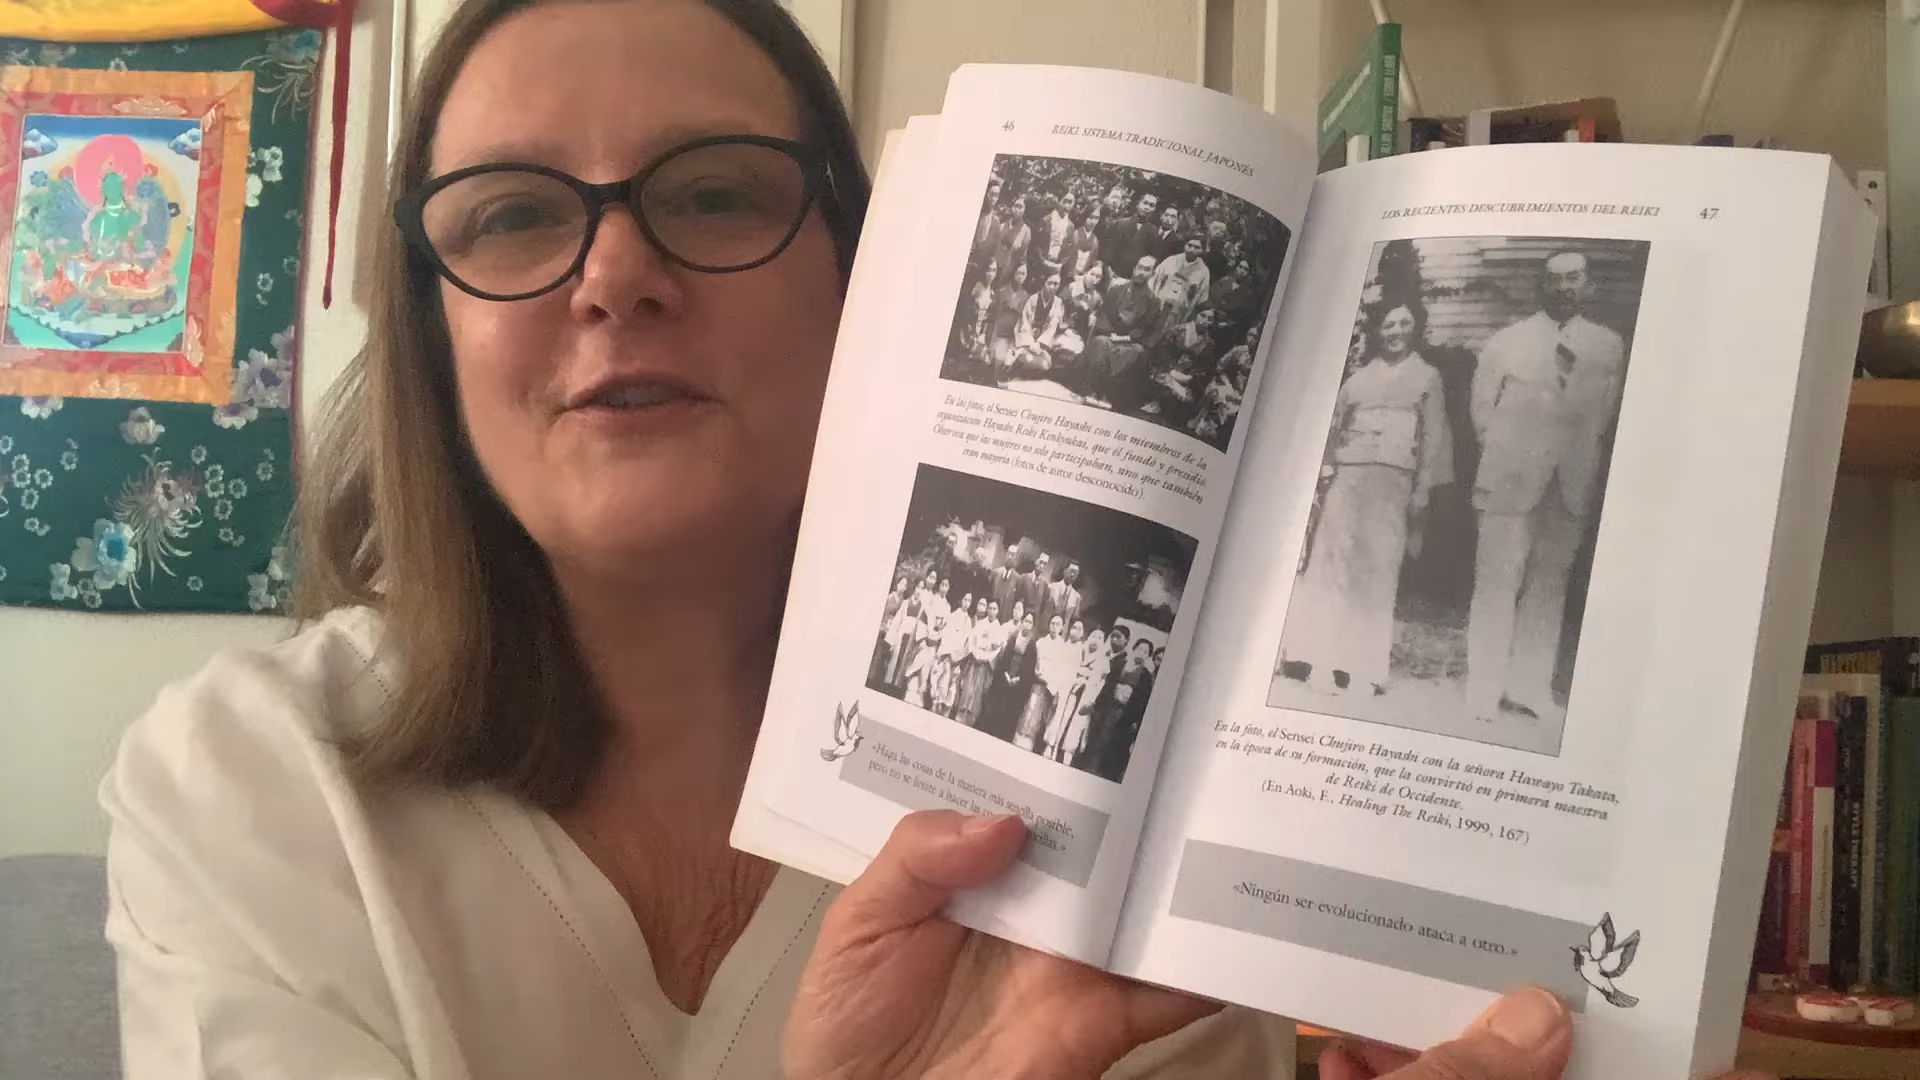 46
REIKI: SISTEMA TRADICIONAL JAPONÉS
En las fotos, el Sensei Chujiro Hayashi con los miembros de la
organización Hayashi Reiki Kenkyukai, que él fundó y presidió.
Observa que las mujeres no solo participaban, sino que también
eran mayoría (fotos de autor desconocido).
«Haga las cosas de la manera más sencilla posible,
pero no se limite a hacer las sencillas.»
LOS RECIENTES DESCUBRIMIENTOS DEL REIKI
47
En la foto, el Sensei Chujiro Hayashi con la señora Hawayo Takata,
en la época de su formación, que la convirtió en primera maestra
de Reiki de Occidente.
(En Aoki, F., Healing The Reiki, 1999, 167)
«Ningún ser evolucionado ataca a otro.»